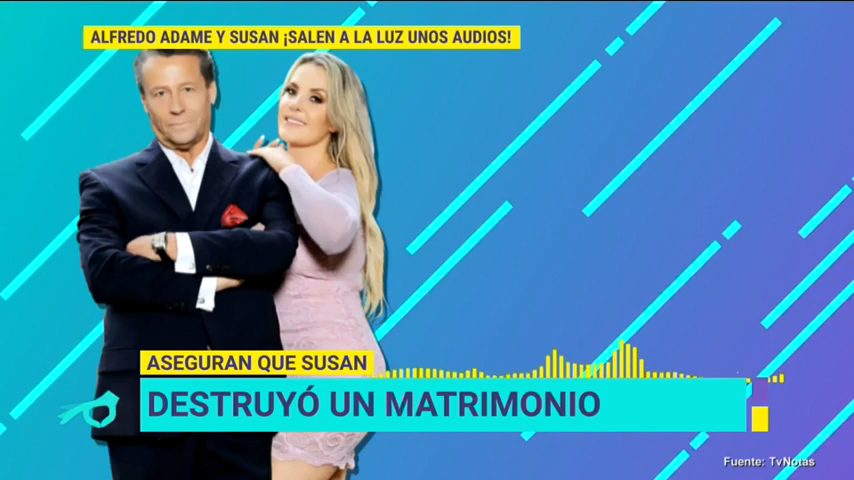 ALFREDO ADAME Y SUSAN ¡SALEN A LA LUZ UNOS AUDIOS!
ASEGURAN QUE SUSAN
DESTRUYÓ UN MATRIMONIO
Fuente: TvNotas